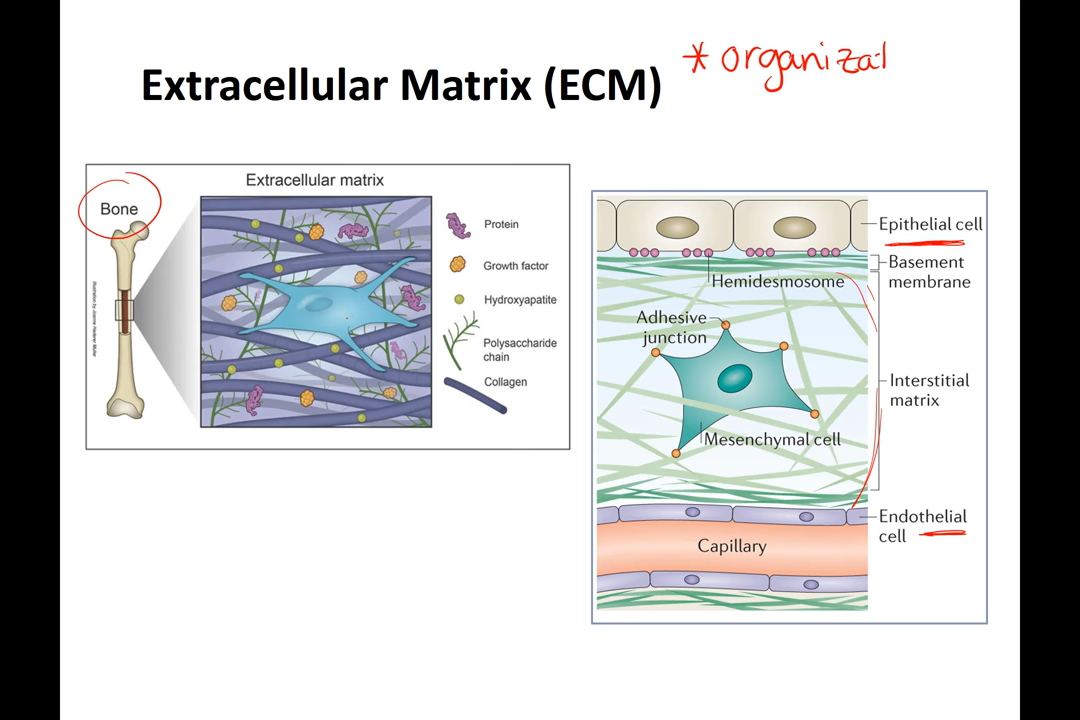 Extracellular Matrix (ECM)
* organizat
Extracellular matrix
Bone
Protein
Growth factor
Hydroxyapatite
Polysaccharide
chain
Collagen
Epithelial cell
Basement
membrane
Hemidesmosome
Adhesive
junction
Interstitial
matrix
Mesenchymal cell
Endothelial
cell
Capillary